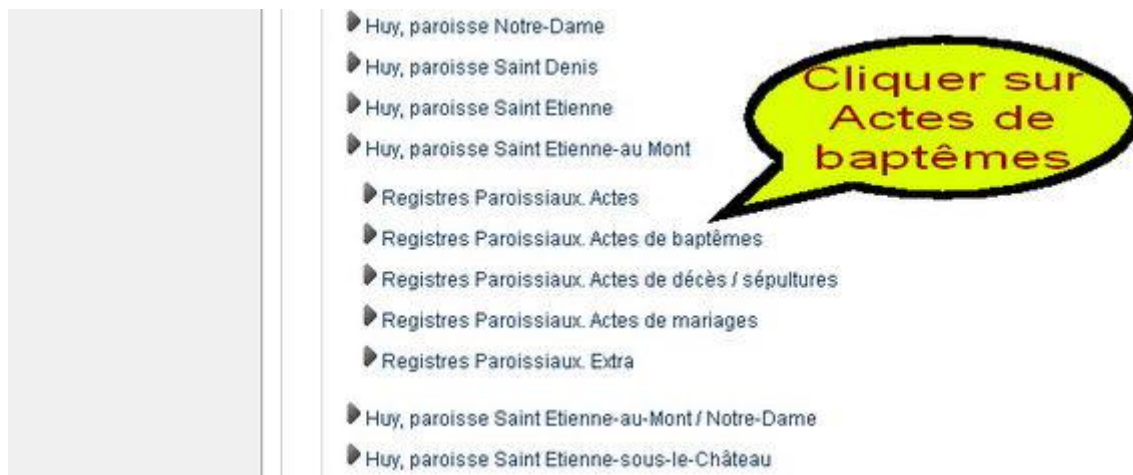 Huy, paroisse Notre-Dame
Huy, paroisse Saint Denis
Huy, paroisse Saint Etienne
Huy, paroisse Saint Etienne-au Mont
Registres Paroissiaux. Actes
Registres Paroissiaux. Actes de baptêmes
Registres Paroissiaux. Actes de décès / sépultures
Registres Paroissiaux. Actes de mariages
Registres Paroissiaux. Extra
Huy, paroisse Saint Etienne-au-Mont / Notre-Dame
Huy, paroisse Saint Etienne-sous-le-Château
Cliquer sur
Actes de
baptêmes